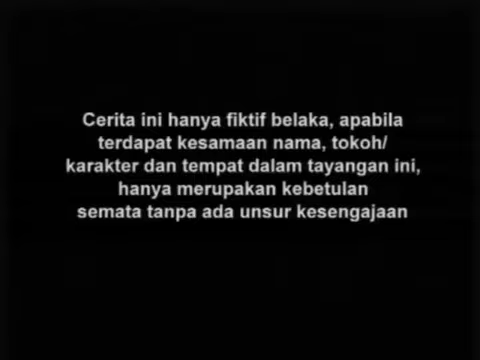 Cerita ini hanya fiktif belaka, apabila
terdapat kesamaan nama, tokoh/
karakter dan tempat dalam tayangan ini,
hanya merupakan kebetulan
semata tanpa ada unsur kesengajaan